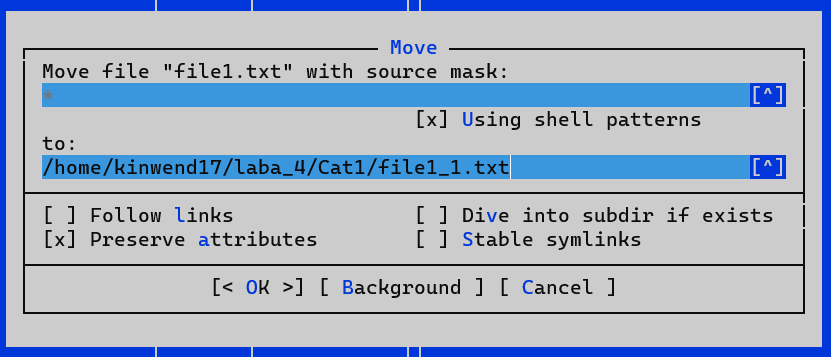 Move
Move file "file1.txt" with source mask:
* [^]
[x] Using shell patterns
to:
/home/kinwend17/laba_4/Cat1/file1_1.txt [^]
[ ] Follow links [ ] Dive into subdir if exists
[x] Preserve attributes [ ] Stable symlinks
[< OK >] [ Background ] [ Cancel ]